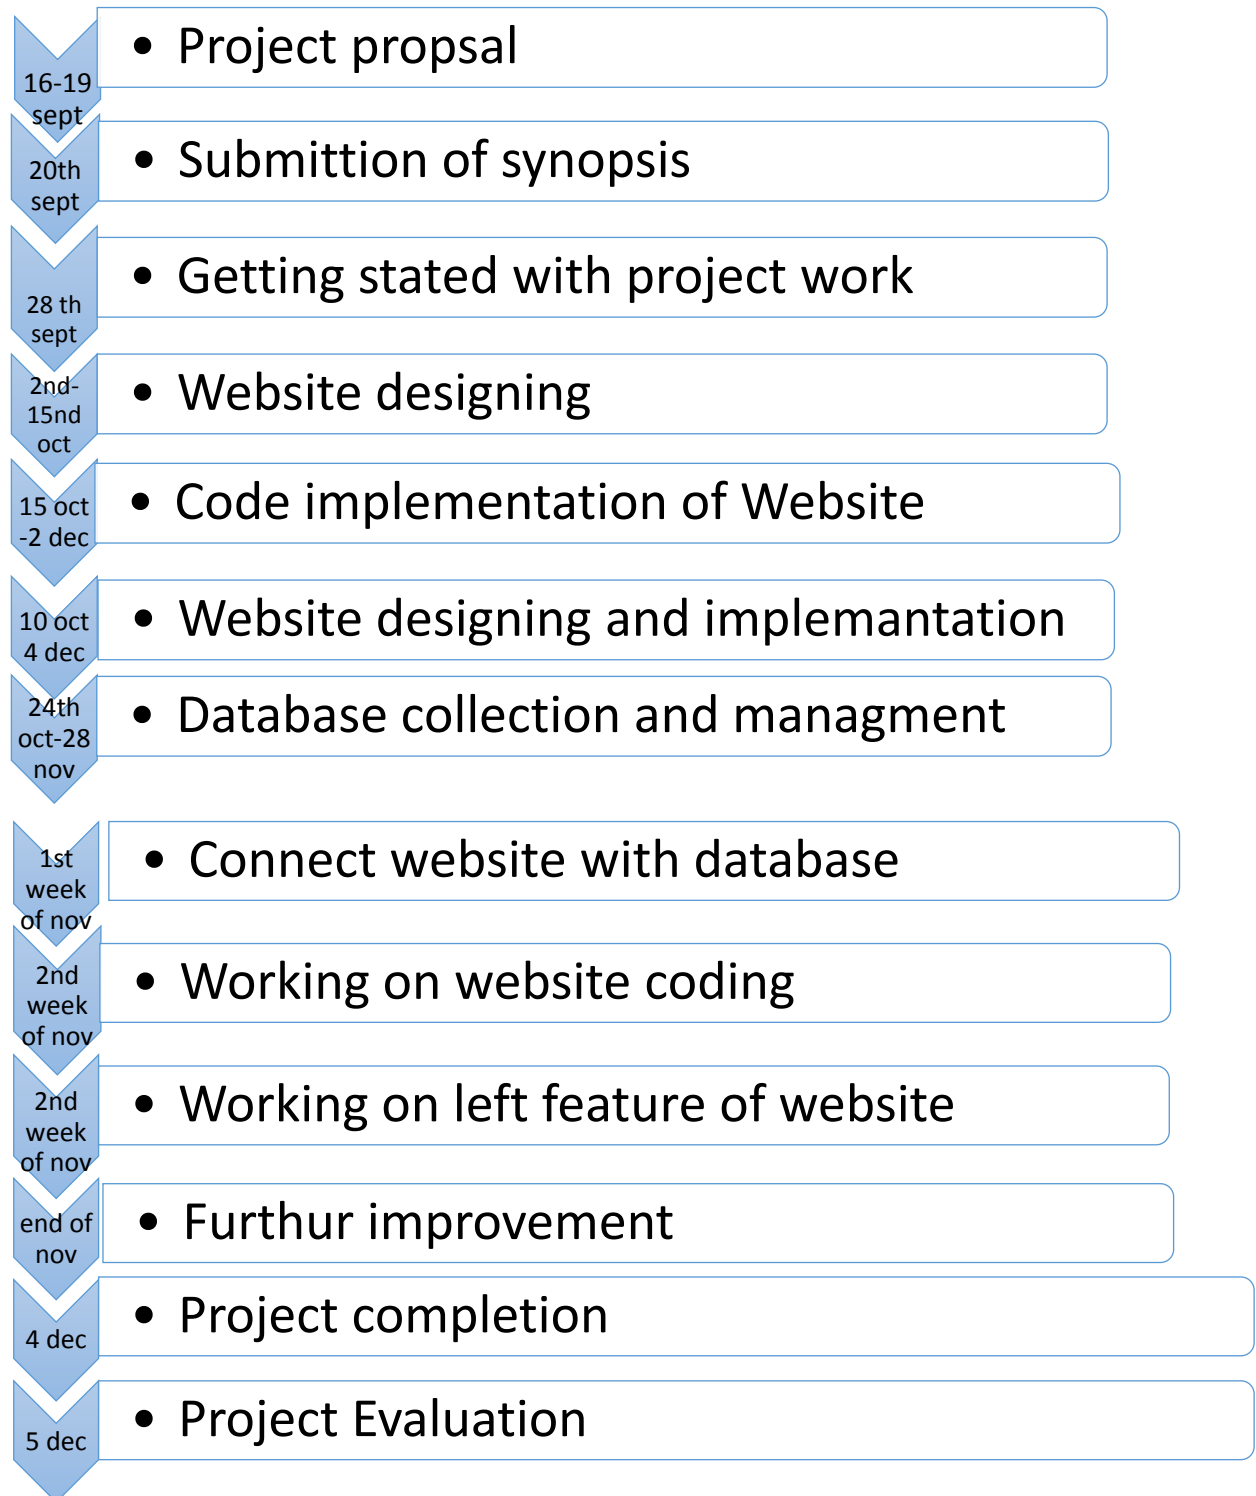 16-19
sept
• Project propsal
20th
sept
• Submittion of synopsis
28 th
sept
• Getting stated with project work
2nd-
15nd
oct
• Website designing
15 oct
-2 dec
• Code implementation of Website
10 oct
4 dec
• Website designing and implemantation
24th
oct-28
nov
• Database collection and managment
1st
week
of nov
• Connect website with database
2nd
week
of nov
• Working on website coding
2nd
week
of nov
• Working on left feature of website
end of
nov
• Furthur improvement
4 dec
• Project completion
5 dec
• Project Evaluation